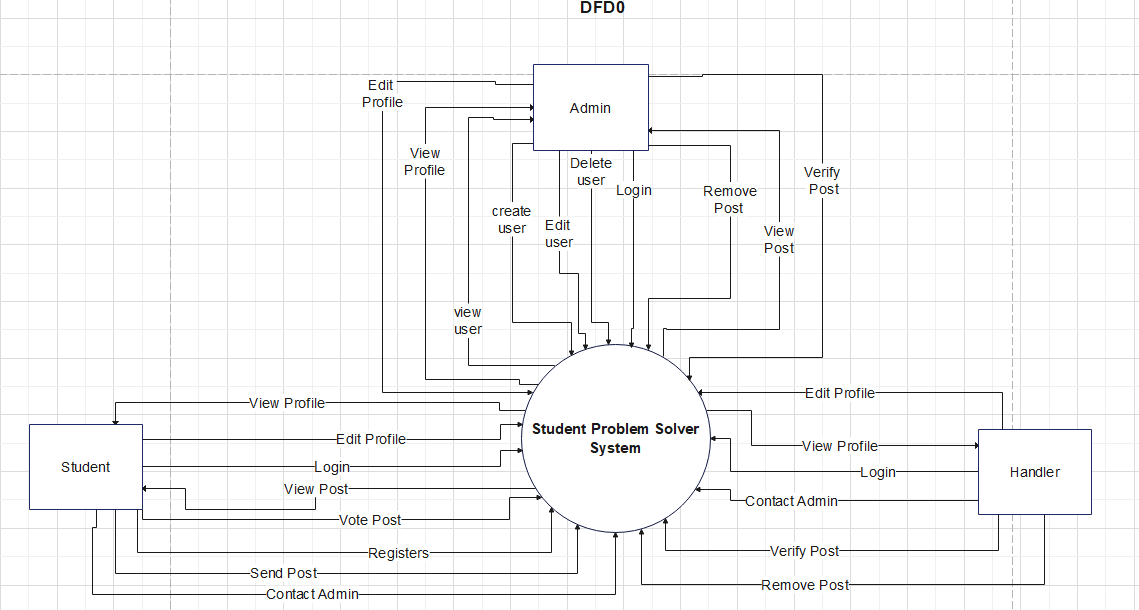 DFD0
Admin
Edit
Profile
View
Profile
view
user
create
user
Edit
user
Delete
user
Login
Remove
Post
View
Post
Verify
Post
Student Problem Solver
System
Student
View Profile
Edit Profile
Login
View Post
Vote Post
Registers
Send Post
Contact Admin
Handler
Edit Profile
View Profile
Login
Contact Admin
Verify Post
Remove Post